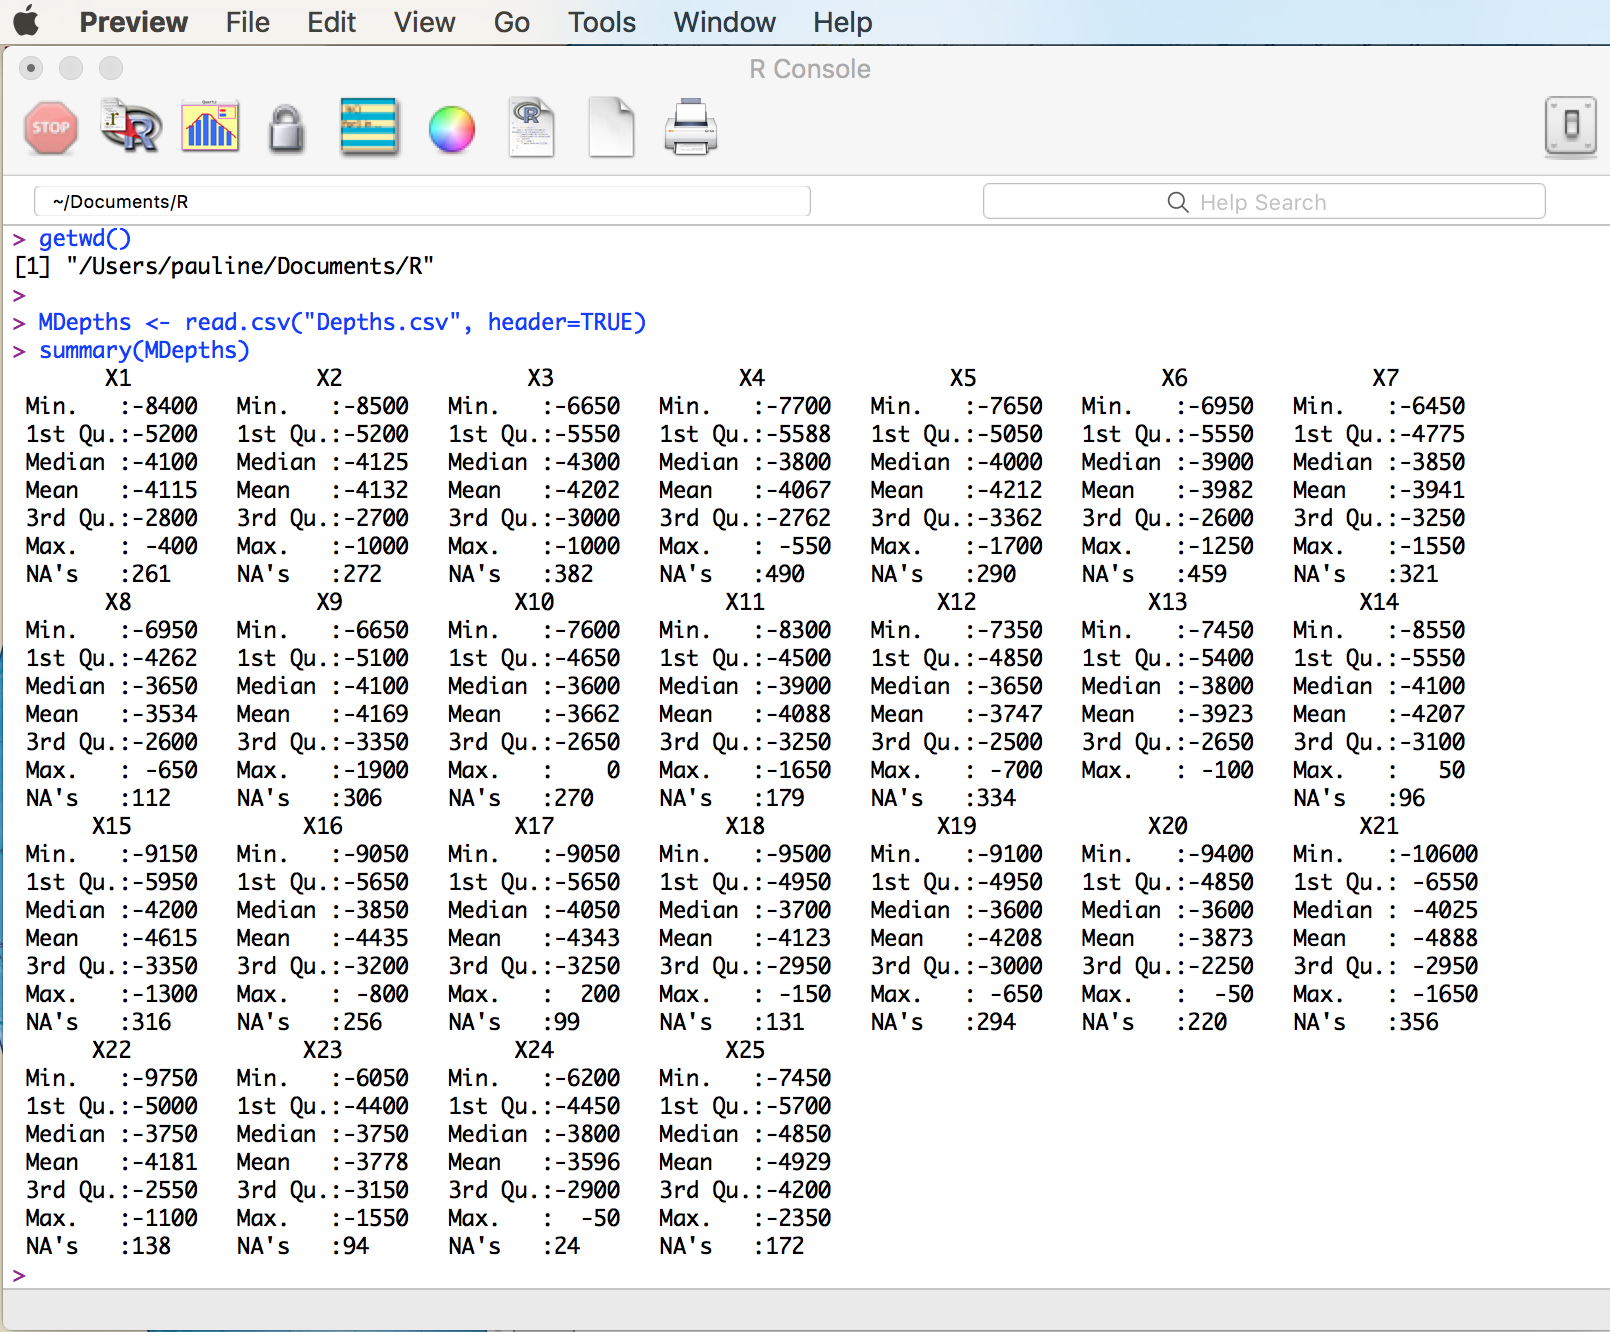 Preview File Edit View Go Tools Window Help
R Console
STOP
~/Documents/R Help Search
> getwd()
[1] "/Users/pauline/Documents/R"
>
> MDepths <- read.csv("Depths.csv", header=TRUE)
> summary(MDepths)
X1 X2 X3 X4 X5 X6 X7
Min. :-8400 Min. :-8500 Min. :-6650 Min. :-7700 Min. :-7650 Min. :-6950 Min. :-6450
1st Qu.:-5200 1st Qu.:-5200 1st Qu.:-5550 1st Qu.:-5588 1st Qu.:-5050 1st Qu.:-5550 1st Qu.:-4775
Median :-4100 Median :-4125 Median :-4300 Median :-3800 Median :-4000 Median :-3900 Median :-3850
Mean :-4115 Mean :-4132 Mean :-4202 Mean :-4067 Mean :-4212 Mean :-3982 Mean :-3941
3rd Qu.:-2800 3rd Qu.:-2700 3rd Qu.:-3000 3rd Qu.:-2762 3rd Qu.:-3362 3rd Qu.:-2600 3rd Qu.:-3250
Max. : -400 Max. :-1000 Max. :-1000 Max. : -550 Max. :-1700 Max. :-1250 Max. :-1550
NA's :261 NA's :272 NA's :382 NA's :490 NA's :290 NA's :459 NA's :321
X8 X9 X10 X11 X12 X13 X14
Min. :-6950 Min. :-6650 Min. :-7600 Min. :-8300 Min. :-7350 Min. :-7450 Min. :-8550
1st Qu.:-4262 1st Qu.:-5100 1st Qu.:-4650 1st Qu.:-4500 1st Qu.:-4850 1st Qu.:-5400 1st Qu.:-5550
Median :-3650 Median :-4100 Median :-3600 Median :-3900 Median :-3650 Median :-3800 Median :-4100
Mean :-3534 Mean :-4169 Mean :-3662 Mean :-4088 Mean :-3747 Mean :-3923 Mean :-4207
3rd Qu.:-2600 3rd Qu.:-3350 3rd Qu.:-2650 3rd Qu.:-3250 3rd Qu.:-2500 3rd Qu.:-2650 3rd Qu.:-3100
Max. : -650 Max. :-1900 Max. : 0 Max. :-1650 Max. : -700 Max. : -100 Max. : 50
NA's :112 NA's :306 NA's :270 NA's :179 NA's :334 NA's :96
X15 X16 X17 X18 X19 X20 X21
Min. :-9150 Min. :-9050 Min. :-9050 Min. :-9500 Min. :-9100 Min. :-9400 Min. :-10600
1st Qu.:-5950 1st Qu.:-5650 1st Qu.:-5650 1st Qu.:-4950 1st Qu.:-4950 1st Qu.:-4850 1st Qu.: -6550
Median :-4200 Median :-3850 Median :-4050 Median :-3700 Median :-3600 Median :-3600 Median : -4025
Mean :-4615 Mean :-4435 Mean :-4343 Mean :-4123 Mean :-4208 Mean :-3873 Mean : -4888
3rd Qu.:-3350 3rd Qu.:-3200 3rd Qu.:-3250 3rd Qu.:-2950 3rd Qu.:-3000 3rd Qu.:-2250 3rd Qu.: -2950
Max. :-1300 Max. : -800 Max. : 200 Max. : -150 Max. : -650 Max. : -50 Max. : -1650
NA's :316 NA's :256 NA's :99 NA's :131 NA's :294 NA's :220 NA's :356
X22 X23 X24 X25
Min. :-9750 Min. :-6050 Min. :-6200 Min. :-7450
1st Qu.:-5000 1st Qu.:-4400 1st Qu.:-4450 1st Qu.:-5700
Median :-3750 Median :-3750 Median :-3800 Median :-4850
Mean :-4181 Mean :-3778 Mean :-3596 Mean :-4929
3rd Qu.:-2550 3rd Qu.:-3150 3rd Qu.:-2900 3rd Qu.:-4200
Max. :-1100 Max. :-1550 Max. : -50 Max. :-2350
NA's :138 NA's :94 NA's :24 NA's :172
>